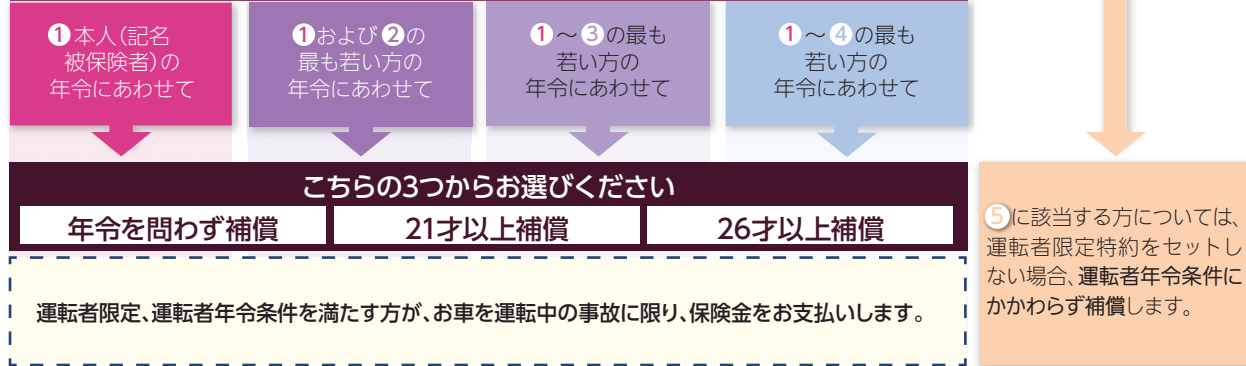 ❶本人(記名
被保険者)の
年令にあわせて
❶および❷の
最も若い方の
年令にあわせて
❶～❸の最も
若い方の
年令にあわせて
❶～❹の最も
若い方の
年令にあわせて
こちらの3つからお選びください
年令を問わず補償
21才以上補償
26才以上補償
運転者限定、運転者年令条件を満たす方が、お車を運転中の事故に限り、保険金をお支払いします。
❺に該当する方については、
運転者限定特約をセットし
ない場合、運転者年令条件に
かかわらず補償します。